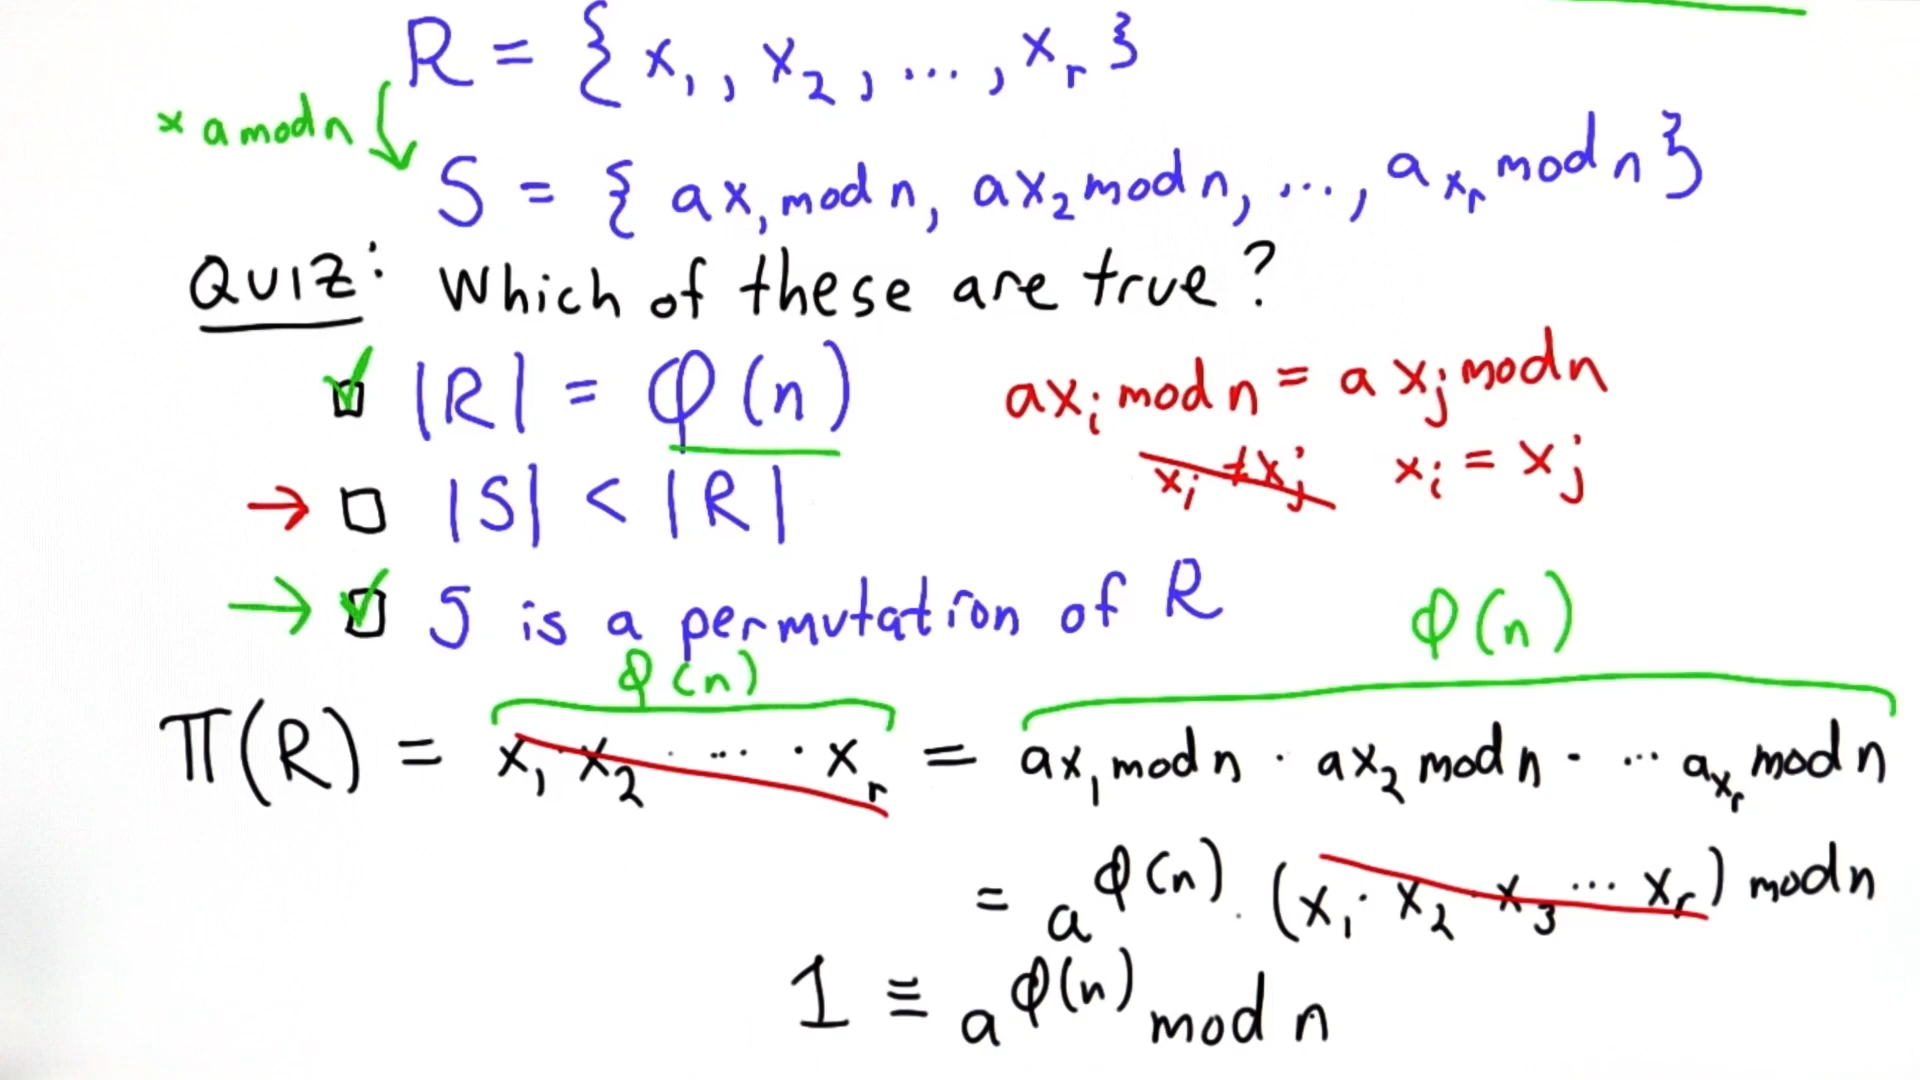 R = { x₁, x₂, ..., xᵣ }
x a mod n
S = { ax₁ mod n, ax₂ mod n, ..., axᵣ mod n }
QUIZ: Which of these are true?
|R| = φ(n)
ax_i mod n = a x_j mod n
x_i ≠ x_j x_i = x_j
|S| < |R|
S is a permutation of R
φ(n) φ(n)
π(R) = x₁ · x₂ · ... · xᵣ = ax₁ mod n · ax₂ mod n · ... axᵣ mod n
= a^φ(n) · (x₁ · x₂ · x₃ ... xᵣ) mod n
1 ≡ a^φ(n) mod n